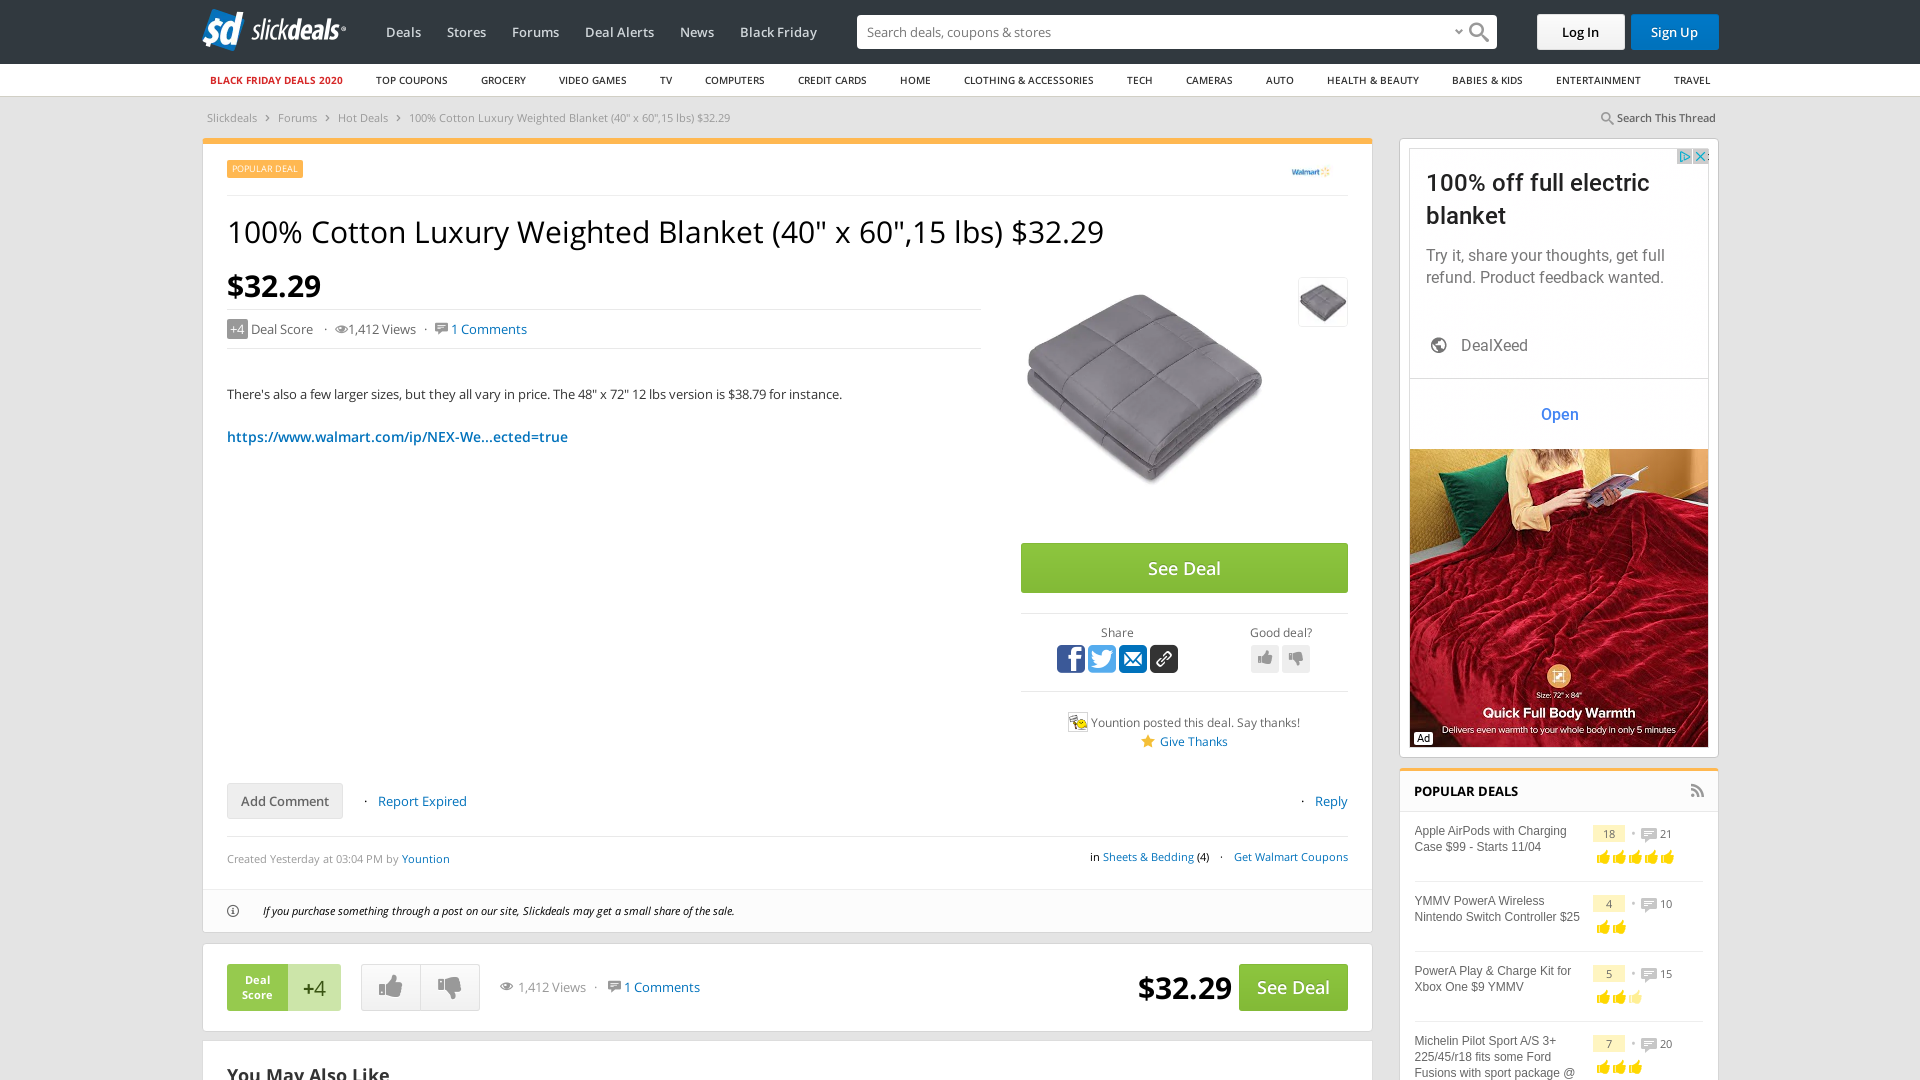 slickdeals
Deals
Stores
Forums
Deal Alerts
News
Black Friday
Search deals, coupons & stores
Log In
Sign Up
BLACK FRIDAY DEALS 2020
TOP COUPONS
GROCERY
VIDEO GAMES
TV
COMPUTERS
CREDIT CARDS
HOME
CLOTHING & ACCESSORIES
TECH
CAMERAS
AUTO
HEALTH & BEAUTY
BABIES & KIDS
ENTERTAINMENT
TRAVEL
Slickdeals › Forums › Hot Deals › 100% Cotton Luxury Weighted Blanket (40" x 60",15 lbs) $32.29
Search This Thread
POPULAR DEAL
Walmart
100% Cotton Luxury Weighted Blanket (40" x 60",15 lbs) $32.29
$32.29
+4 Deal Score · 1,412 Views · 1 Comments
There's also a few larger sizes, but they all vary in price. The 48" x 72" 12 lbs version is $38.79 for instance.
https://www.walmart.com/ip/NEX-We...ected=true
See Deal
Share
Good deal?
Yountion posted this deal. Say thanks!
Give Thanks
Add Comment
· Report Expired
· Reply
Created Yesterday at 03:04 PM by Yountion
in Sheets & Bedding (4) · Get Walmart Coupons
If you purchase something through a post on our site, Slickdeals may get a small share of the sale.
Deal
Score
+4
1,412 Views · 1 Comments
$32.29
See Deal
You May Also Like
100% off full electric
blanket
Try it, share your thoughts, get full
refund. Product feedback wanted.
DealXeed
Open
Size: 72" x 84"
Quick Full Body Warmth
Delivers even warmth to your whole body in only 5 minutes
Ad
POPULAR DEALS
Apple AirPods with Charging
Case $99 - Starts 11/04
18 • 21
YMMV PowerA Wireless
Nintendo Switch Controller $25
4 • 10
PowerA Play & Charge Kit for
Xbox One $9 YMMV
5 • 15
Michelin Pilot Sport A/S 3+
225/45/r18 fits some Ford
Fusions with sport package @
7 • 20